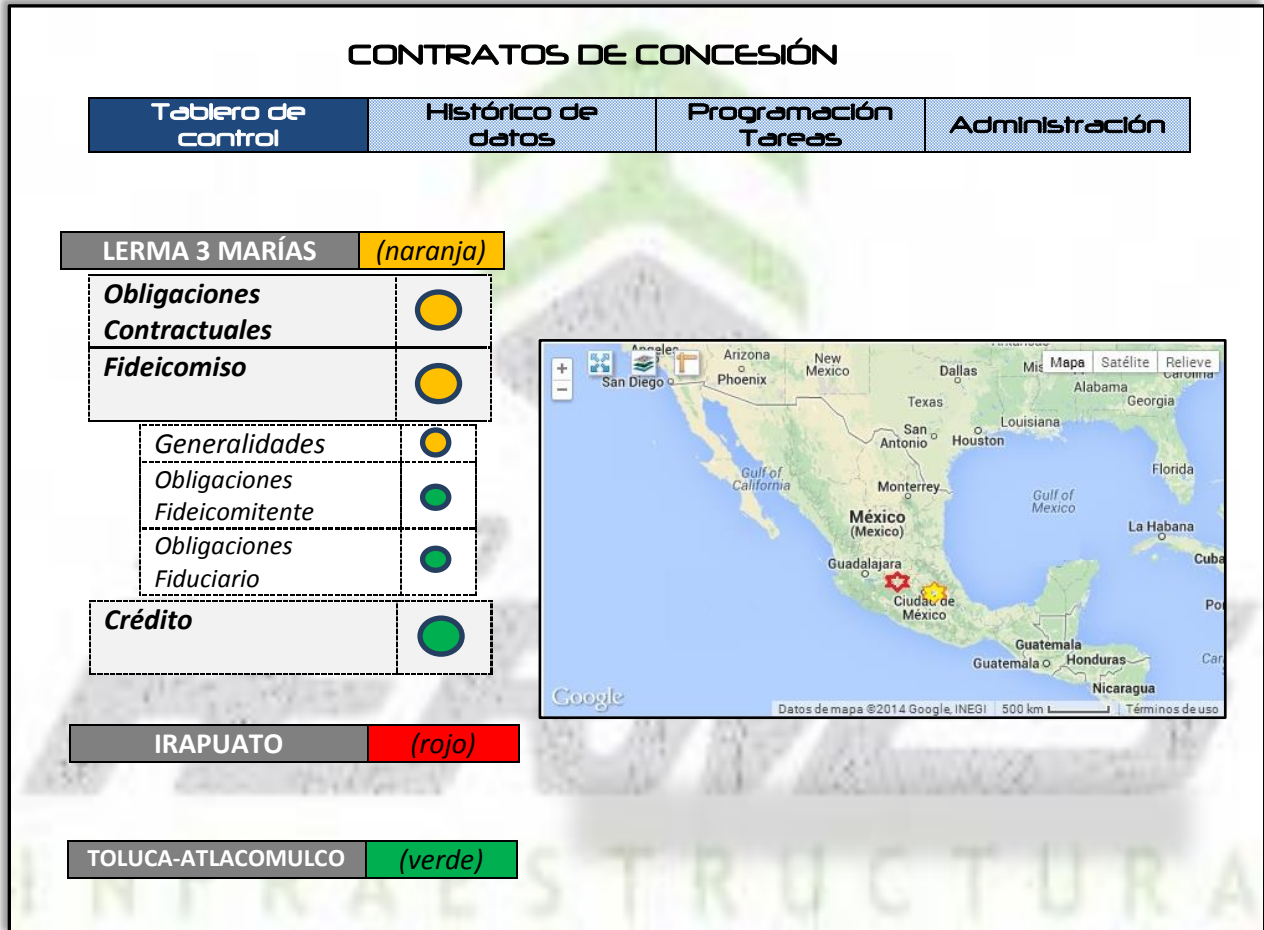 CONTRATOS DE CONCESIÓN
Tablero de control
Histórico de datos
Programación Tareas
Administración
LERMA 3 MARÍAS
(naranja)
Obligaciones
Contractuales
Fideicomiso
Generalidades
Obligaciones
Fideicomitente
Obligaciones
Fiduciario
Crédito
IRAPUATO
(rojo)
TOLUCA-ATLACOMULCO
(verde)
+
−
Mapa
Satélite
Relieve
Angeles
San Diego
Arizona
Phoenix
New
Mexico
Dallas
Texas
San
Antonio
Houston
Louisiana
Alabama
Georgia
Carolina
Florida
Gulf of
California
Monterrey
México
(Mexico)
Gulf of
Mexico
La Habana
Cuba
Guadalajara
Ciudad de
México
Guatemala
Guatemala
Honduras
Nicaragua
Google
Datos de mapa ©2014 Google, INEGI
500 km
Términos de uso
INFRAESTRUCTURA